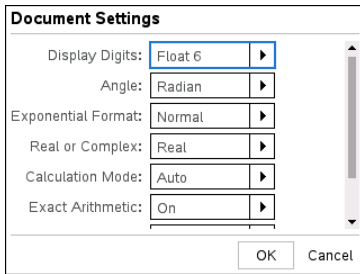 Document Settings
Display Digits: Float 6
Angle: Radian
Exponential Format: Normal
Real or Complex: Real
Calculation Mode: Auto
Exact Arithmetic: On
OK Cancel